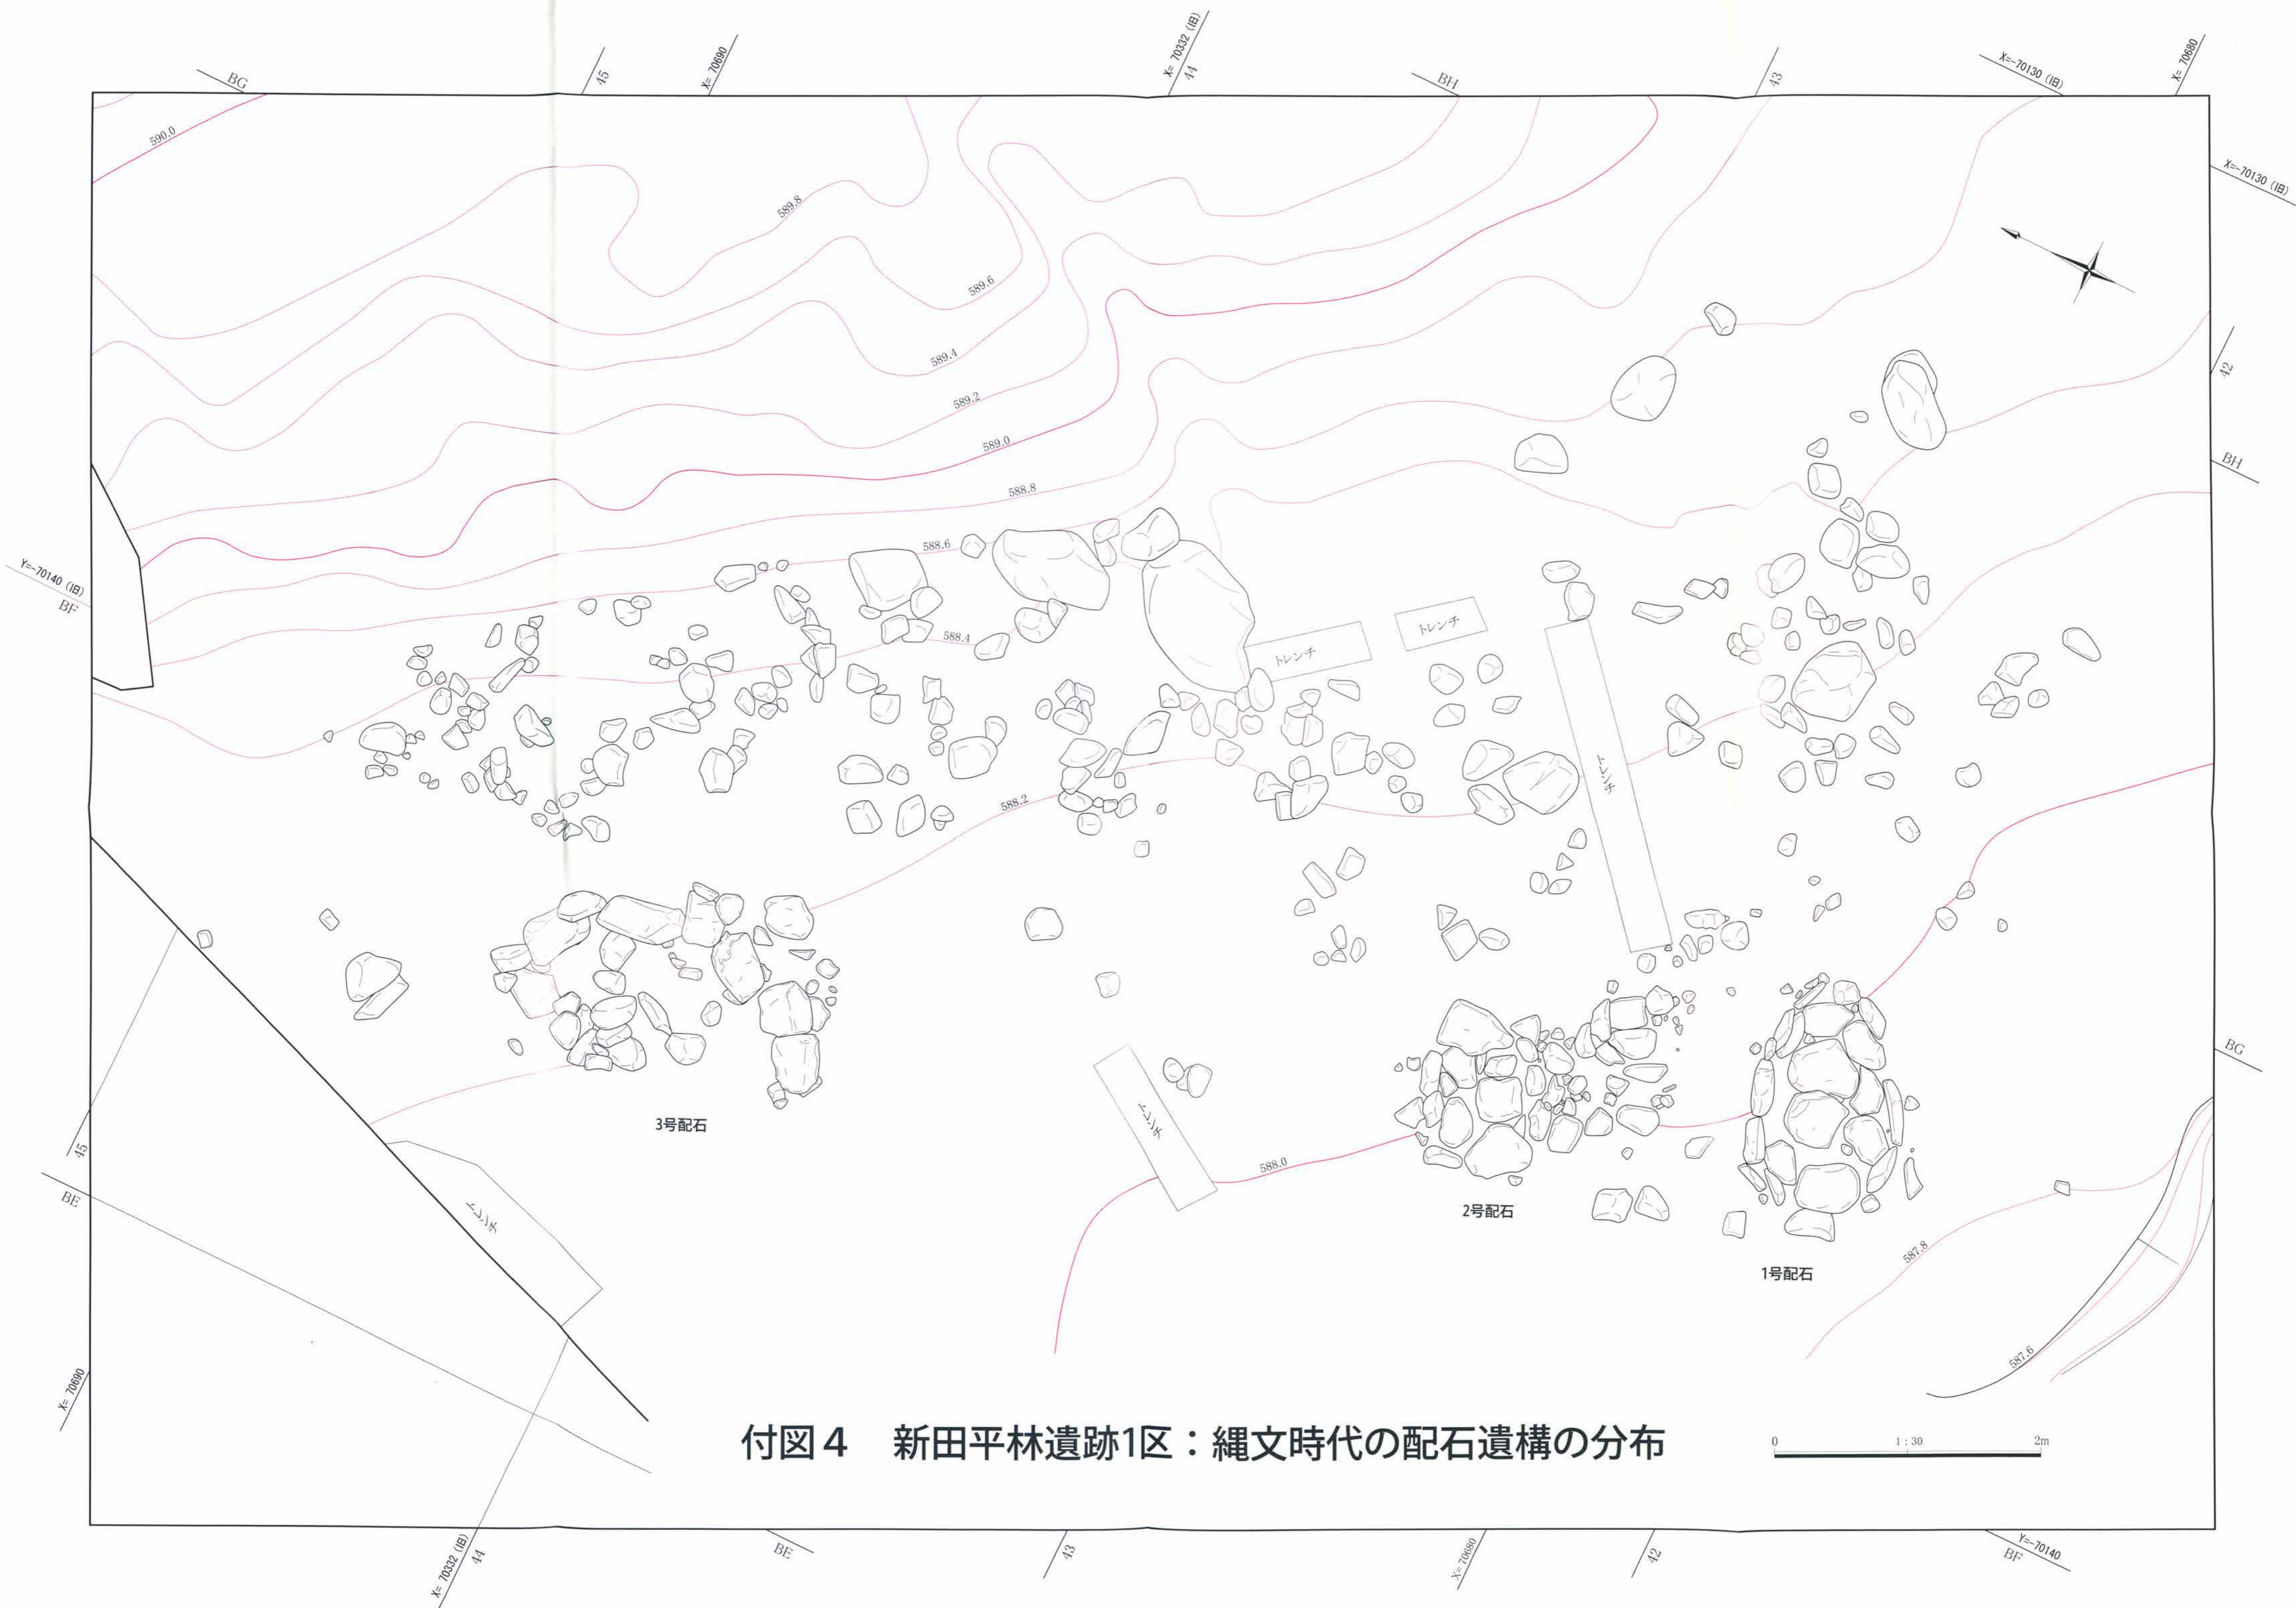 BG
45
X= 70690
X= 70332 (旧)
44
BH
43
X=-70130 (旧)
X= 70680
590.0
X=-70130 (旧)
589.8
589.6
589.4
42
589.2
589.0
BH
588.8
588.6
Y=-70140 (旧)
BF
588.4
トレンチ
トレンチ
トレンチ
588.2
BG
3号配石
トレンチ
45
588.0
BE
2号配石
トレンチ
587.8
1号配石
587.6
X= 70690
付図4 新田平林遺跡1区:縄文時代の配石遺構の分布
0 1:30 2m
X= 70332 (旧)
44
BE
43
X= 70680
42
Y=-70140
BF